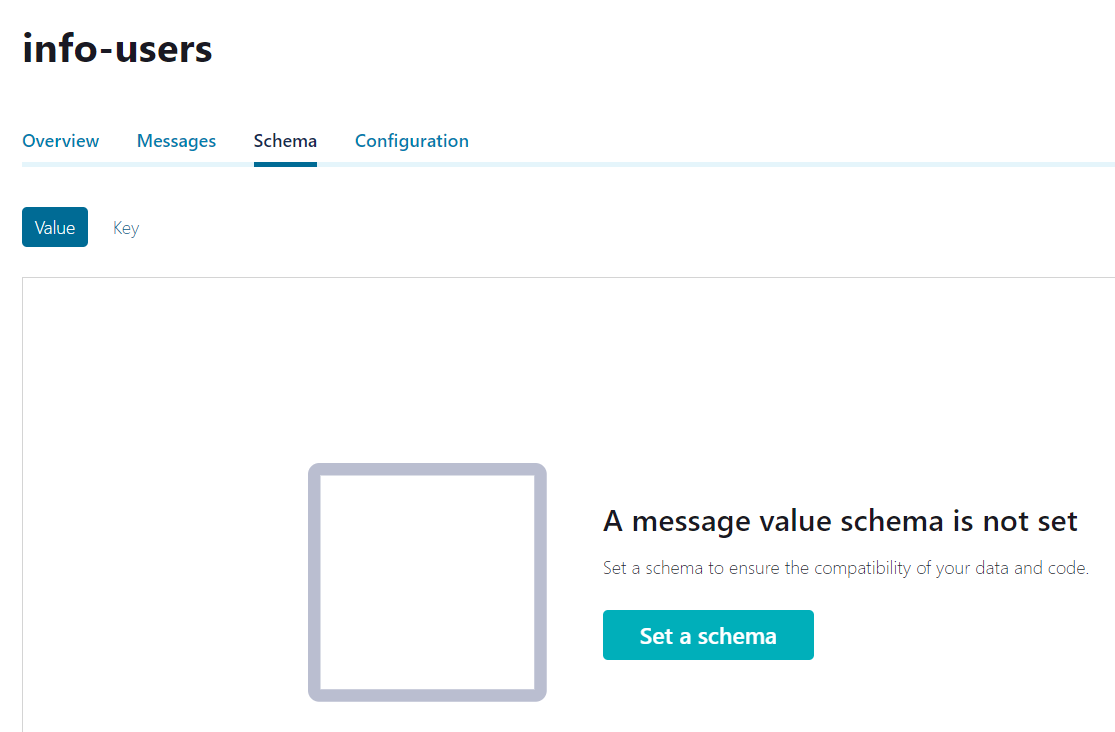 info-users
Overview Messages Schema Configuration
Value Key
A message value schema is not set
Set a schema to ensure the compatibility of your data and code.
Set a schema